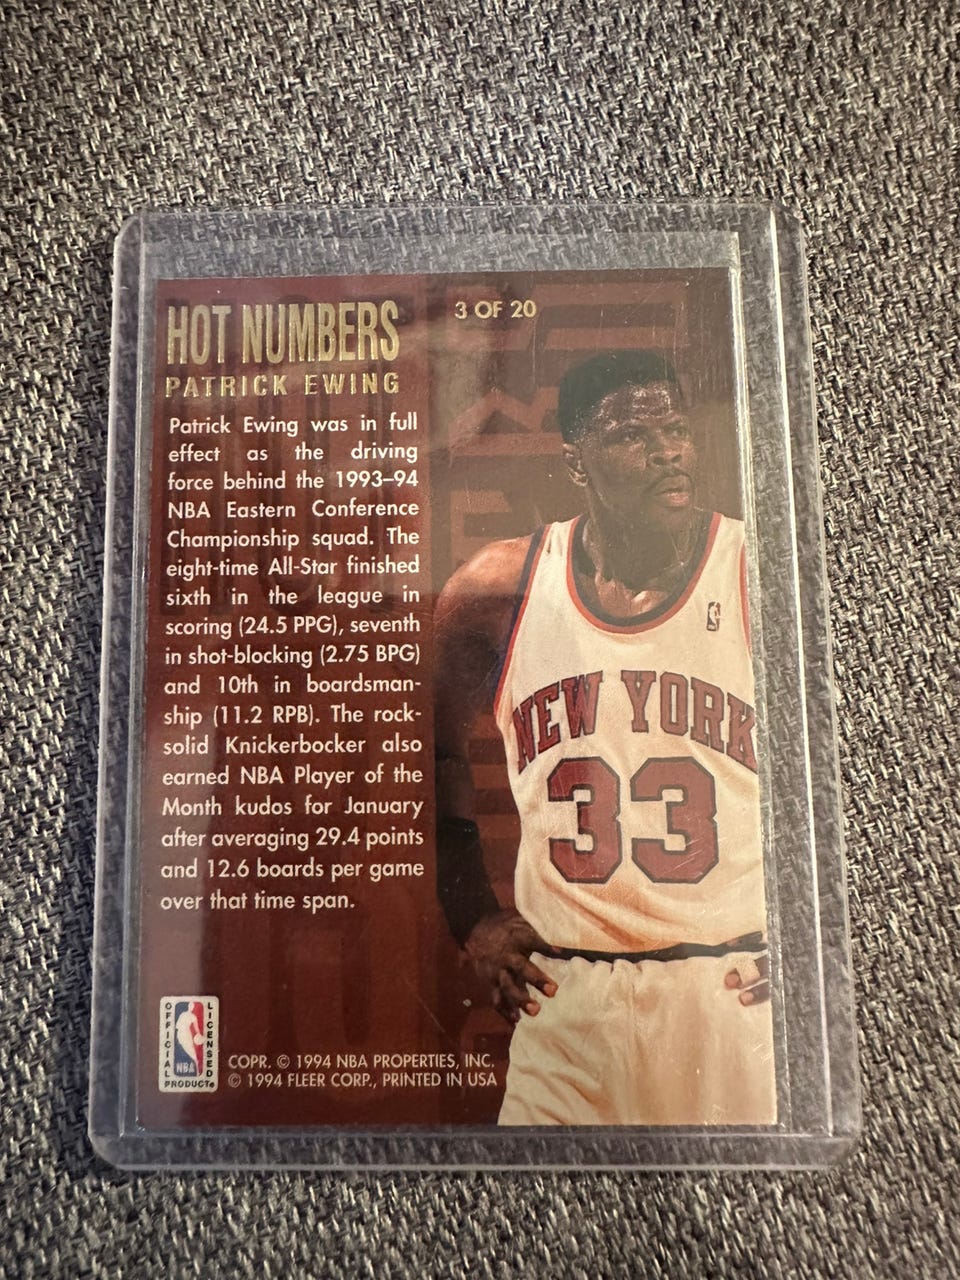 HOT NUMBERS
3 OF 20
PATRICK EWING
Patrick Ewing was in full
effect as the driving
force behind the 1993–94
NBA Eastern Conference
Championship squad. The
eight-time All-Star finished
sixth in the league in
scoring (24.5 PPG), seventh
in shot-blocking (2.75 BPG)
and 10th in boardsman-
ship (11.2 RPB). The rock-
solid Knickerbocker also
earned NBA Player of the
Month kudos for January
after averaging 29.4 points
and 12.6 boards per game
over that time span.
NEW YORK
33
OFFICIAL
LICENSED
NBA
PRODUCT®
COPR. © 1994 NBA PROPERTIES, INC.
© 1994 FLEER CORP., PRINTED IN USA